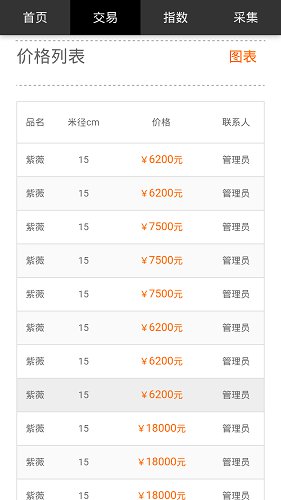 首页 交易 指数 采集
价格列表 图表
品名 米径cm 价格 联系人
紫薇 15 ￥6200元 管理员
紫薇 15 ￥6200元 管理员
紫薇 15 ￥7500元 管理员
紫薇 15 ￥7500元 管理员
紫薇 15 ￥7500元 管理员
紫薇 15 ￥6200元 管理员
紫薇 15 ￥6200元 管理员
紫薇 15 ￥6200元 管理员
紫薇 15 ￥18000元 管理员
紫薇 15 ￥18000元 管理员
紫薇 15 ￥18000元 管理员